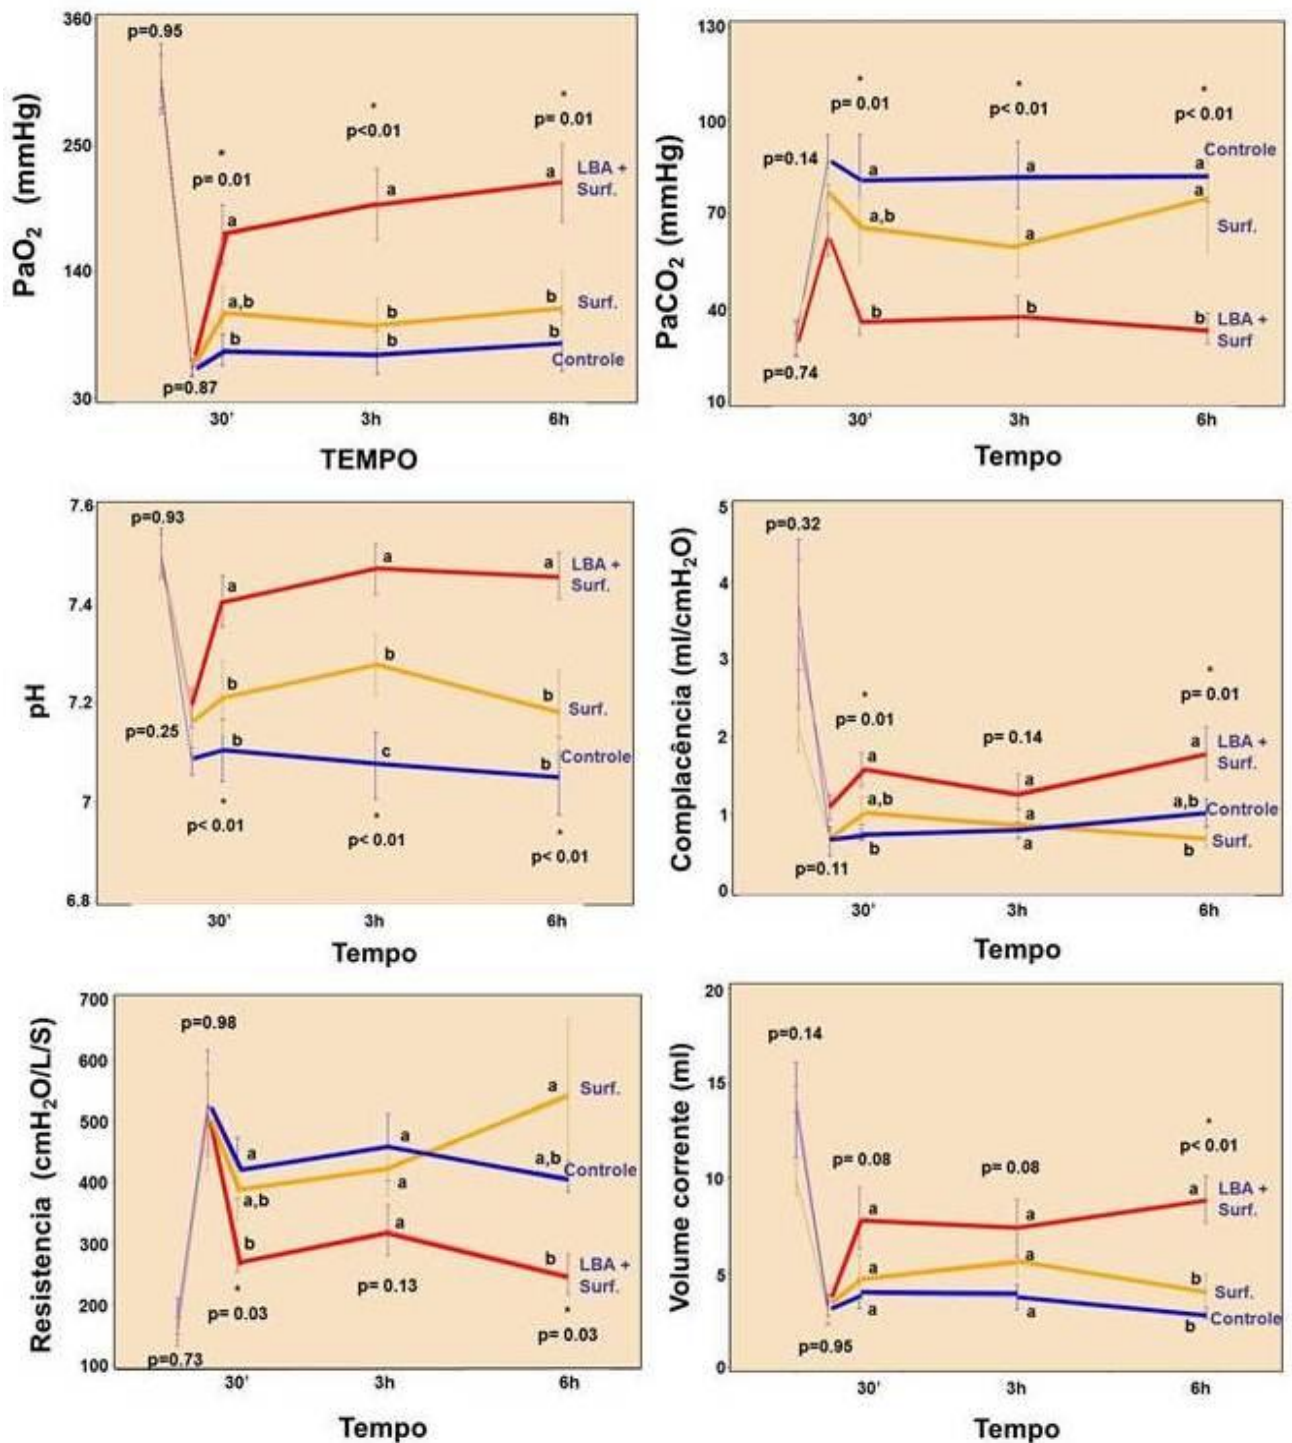 360
p=0.95
250
140
30
PaO2 (mmHg)
*
p= 0.01
*
p<0.01
*
p= 0.01
a
a
a
LBA +
Surf.
a,b
b
b
Surf.
b
b
b
Controle
p=0.87
30'
3h
6h
TEMPO
130
100
70
40
10
PaCO2 (mmHg)
*
p= 0.01
*
p< 0.01
*
p< 0.01
p=0.14
Controle
a
a
a
a,b
a
a
Surf.
b
b
b
LBA +
Surf
p=0.74
30'
3h
6h
Tempo
7.6
7.4
7.2
7
6.8
pH
p=0.93
a
a
a
LBA +
Surf.
b
b
b
Surf.
p=0.25
b
c
b
Controle
*
p< 0.01
*
p< 0.01
*
p< 0.01
30'
3h
6h
Tempo
5
4
3
2
1
0
Complacência (ml/cmH2O)
p=0.32
*
p= 0.01
p= 0.14
*
p= 0.01
a
a
a
LBA +
Surf.
a,b
a
a,b
Controle
b
a
b
Surf.
p=0.11
30'
3h
6h
Tempo
700
600
500
400
300
200
100
Resistencia (cmH2O/L/S)
p=0.98
a
Surf.
a
a
a,b
Controle
a,b
a
b
a
b
LBA +
Surf.
*
p= 0.03
p= 0.13
*
p= 0.03
p=0.73
30'
3h
6h
Tempo
20
15
10
5
0
Volume corrente (ml)
p=0.14
p= 0.08
p= 0.08
*
p< 0.01
a
a
a
LBA +
Surf.
a
a
b
Surf.
a
a
b
Controle
p=0.95
30'
3h
6h
Tempo